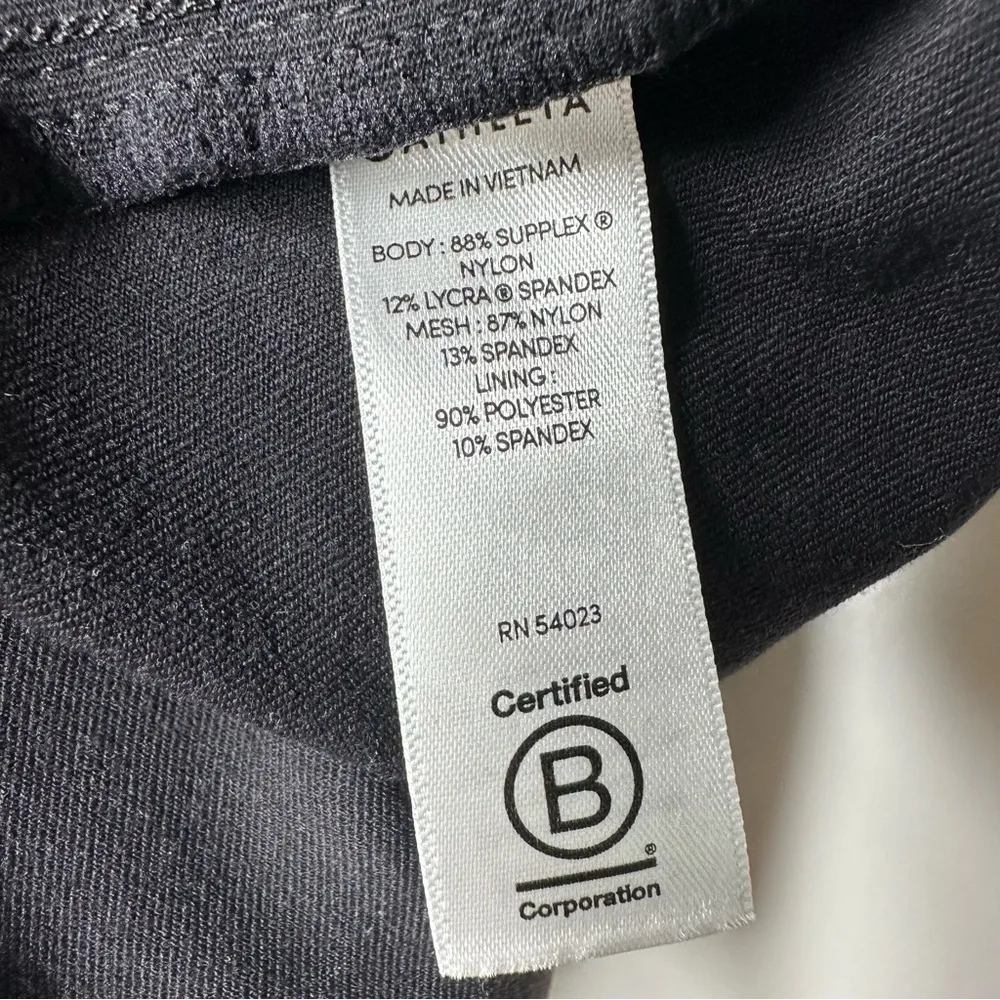 ATHLETA
MADE IN VIETNAM
BODY : 88% SUPPLEX ®
NYLON
12% LYCRA ® SPANDEX
MESH : 87% NYLON
13% SPANDEX
LINING :
90% POLYESTER
10% SPANDEX
RN 54023
Certified
B
®
Corporation